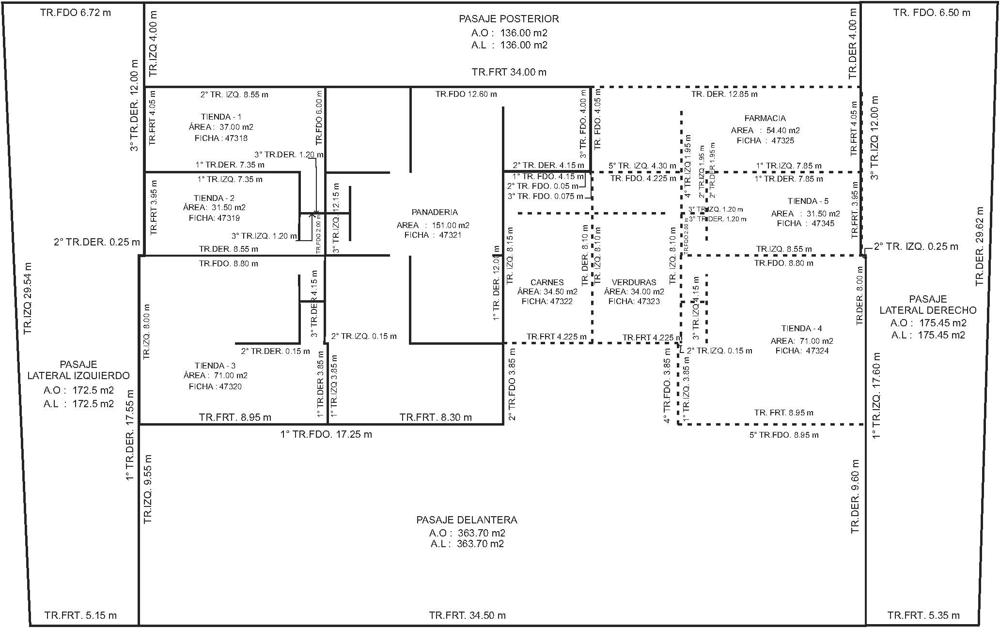 TR.FDO 6.72 m
TR.IZQ 4.00 m
PASAJE POSTERIOR
A.O : 136.00 m2
A.L : 136.00 m2
TR.FRT 34.00 m
TR.DER 4.00 m
TR. FDO. 6.50 m
3° TR.DER. 12.00 m
TR.FRT 4.05 m
2° TR. IZQ. 8.55 m
TIENDA - 1
ÁREA : 37.00 m2
FICHA : 47318
TR.FDO 6.00 m
3° TR.DER. 1.20 m
1° TR.DER. 7.35 m
TR.FDO 12.60 m
3° TR. FDO. 4.00 m
TR. FDO. 4.05 m
TR. DER. 12.85 m
FARMACIA
AREA : 54.40 m2
FICHA : 47325
TR.FRT 4.05 m
3° TR.IZQ 12.00 m
2° TR. DER. 4.15 m
5° TR. IZQ. 4.30 m
4° TR.IZQ 1.95 m
2° TR.IZQ 1.95 m
2° TR.DER 1.95 m
1° TR.IZQ. 7.85 m
1° TR.IZQ. 7.35 m
TR.FRT 3.95 m
TIENDA - 2
ÁREA: 31.50 m2
FICHA: 47319
3° TR.IZQ. 1.20 m
TR.DER. 8.55 m
TR.FDO 2.00 m
3° TR.IZQ. 12.15 m
PANADERIA
AREA : 151.00 m2
FICHA : 47321
1° TR. FDO. 4.15 m
2° TR. FDO. 0.05 m
3° TR. FDO. 0.075 m
TR. FDO. 4.225 m
1° TR.DER. 7.85 m
TIENDA - 5
AREA : 31.50 m2
FICHA : 47345
TR.FRT. 3.95 m
3° TR.IZQ. 1.20 m
3° TR.DER. 1.20 m
TR.FDO 2.00 m
TR.IZQ. 8.55 m
2° TR.DER. 0.25 m
2° TR. IZQ. 0.25 m
TR.IZQ 29.54 m
TR.DER. 29.62 m
TR.FDO. 8.80 m
TR.IZQ. 8.00 m
3° TR.DER 4.15 m
2° TR.DER. 0.15 m
2° TR.IZQ. 0.15 m
1° TR. DER. 12.00 m
TR. IZQ. 8.15 m
CARNES
ÁREA: 34.50 m2
FICHA: 47322
TR. DER. 8.10 m
TR. IZQ. 8.10 m
VERDURAS
ÁREA: 34.00 m2
FICHA: 47323
TR. IZQ. 8.10 m
TR.FRT 4.225 m
TR.FRT 4.225 m
TR.FDO. 8.80 m
TR.DER. 8.00 m
3° TR.IZQ 4.15 m
TIENDA - 4
AREA: 71.00 m2
FICHA: 47324
2° TR.IZQ. 0.15 m
PASAJE
LATERAL DERECHO
A.O : 175.45 m2
A.L : 175.45 m2
PASAJE
LATERAL IZQUIERDO
A.O : 172.5 m2
A.L : 172.5 m2
1° TR.DER. 17.55 m
TIENDA - 3
ÁREA : 71.00 m2
FICHA : 47320
1° TR.DER 3.85 m
1° TR.IZQ 3.85 m
TR.FRT. 8.95 m
TR.FRT. 8.30 m
2° TR.FDO 3.85 m
4° TR.FDO. 3.85 m
1° TR.IZQ. 3.85 m
TR. FRT. 8.95 m
1° TR.IZQ. 17.60 m
1° TR.FDO. 17.25 m
5° TR.FDO. 8.95 m
TR.IZQ. 9.55 m
TR.DER. 9.60 m
PASAJE DELANTERA
A.O : 363.70 m2
A.L : 363.70 m2
TR.FRT. 5.15 m
TR.FRT. 34.50 m
TR.FRT. 5.35 m